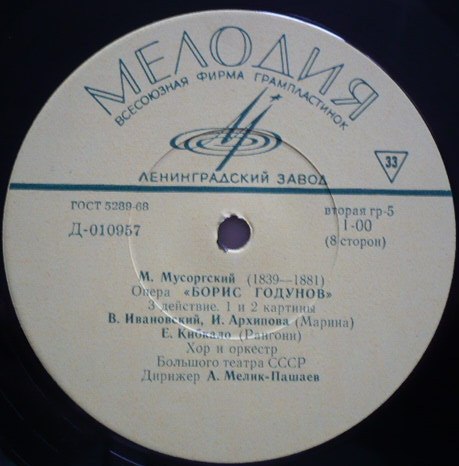 МЕЛОДИЯ
ВСЕСОЮЗНАЯ ФИРМА ГРАМПЛАСТИНОК
33
ЛЕНИНГРАДСКИЙ ЗАВОД
ГОСТ 5289-68
вторая гр-5
Д-010957
1-00
(8 сторон)
М. Мусоргский (1839—1881)
Опера «БОРИС ГОДУНОВ»
3 действие. 1 и 2 картины
В. Ивановский, И. Архипова (Марина)
Е. Кибкало (Рангони)
Хор и оркестр
Большого театра СССР
Дирижер А. Мелик-Пашаев